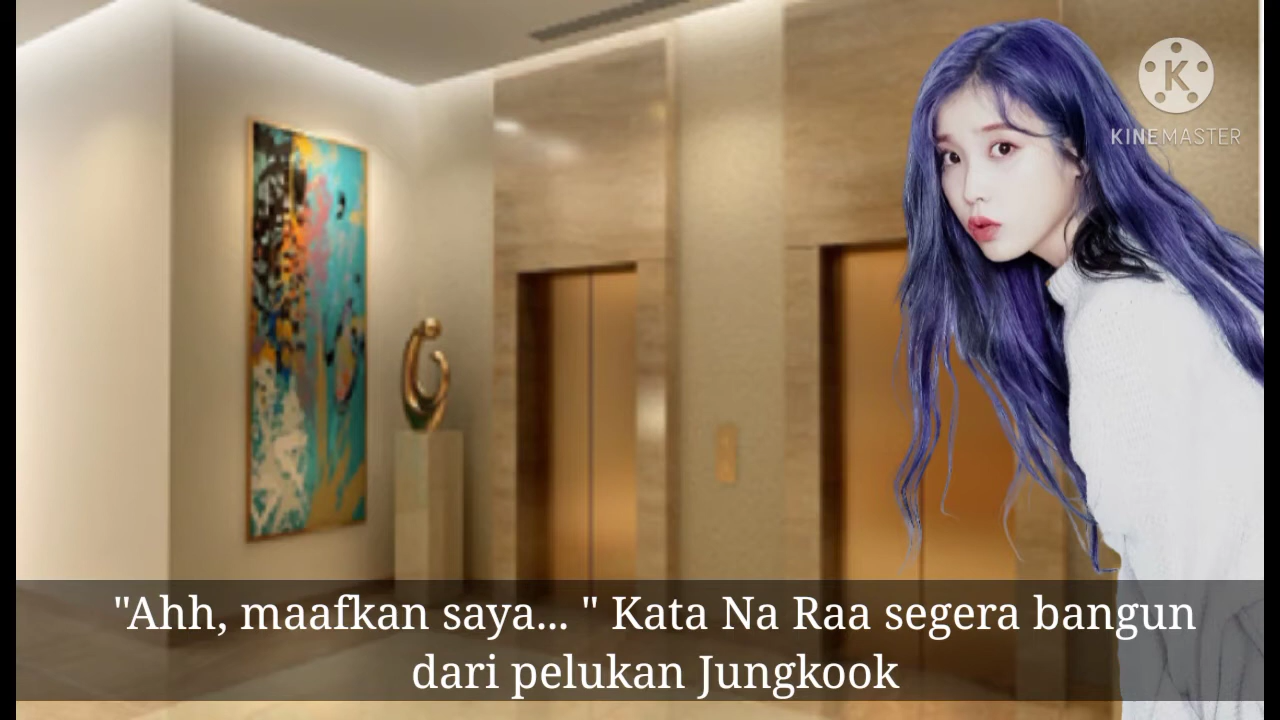 KINEMASTER
"Ahh, maafkan saya... " Kata Na Raa segera bangun
dari pelukan Jungkook